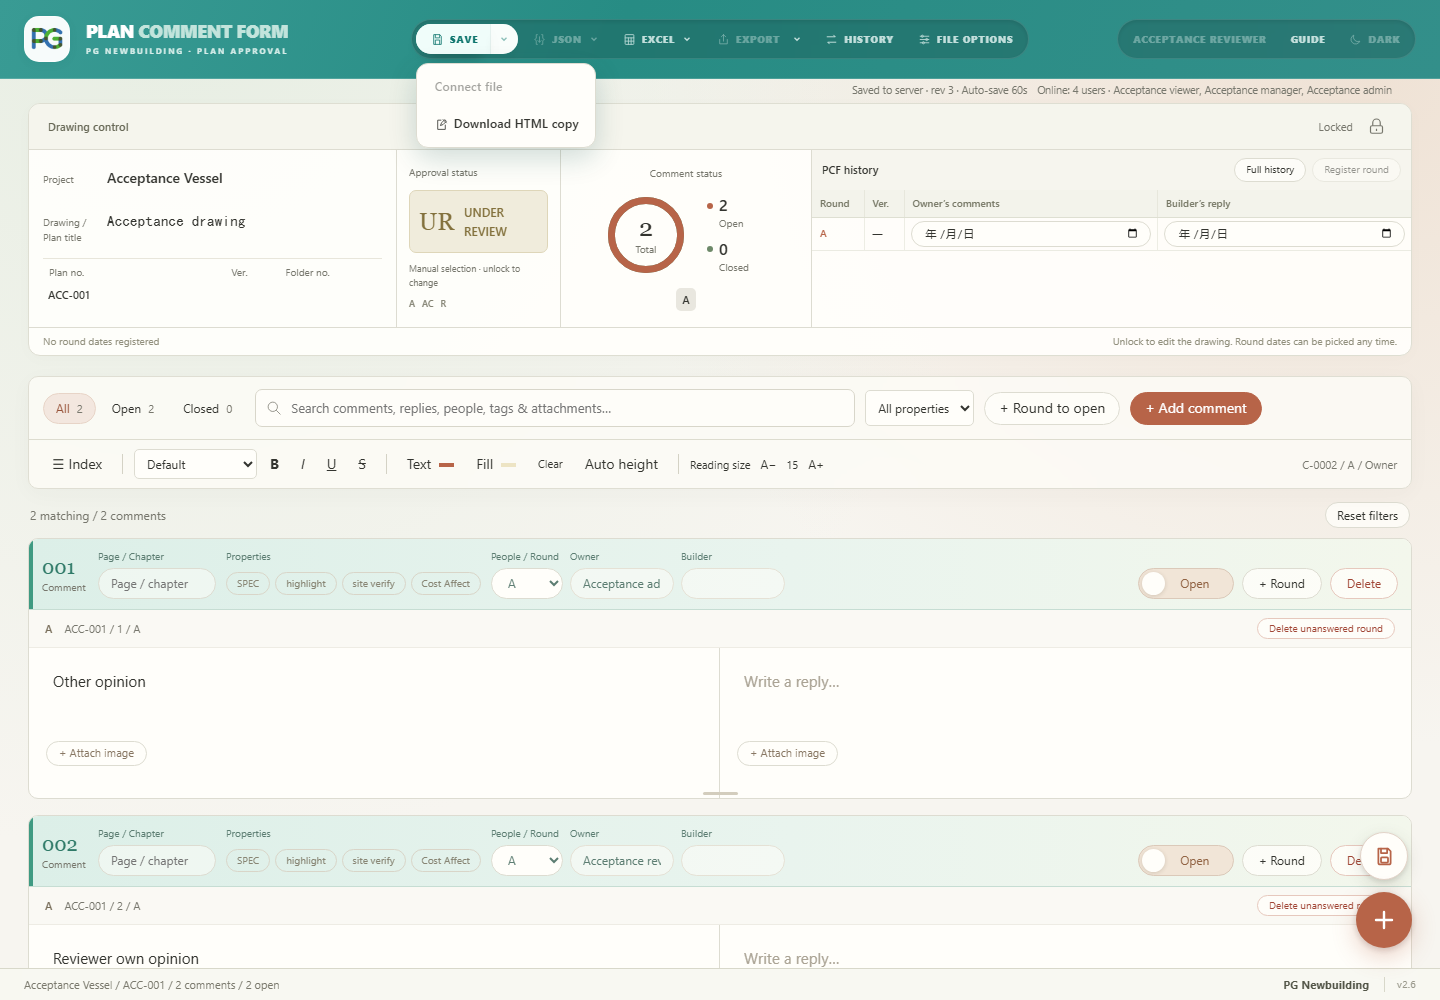 PG PLAN COMMENT FORM
PG NEWBUILDING · PLAN APPROVAL
SAVE JSON EXCEL EXPORT HISTORY FILE OPTIONS
ACCEPTANCE REVIEWER GUIDE DARK
Connect file
Download HTML copy
Saved to server · rev 3 · Auto-save 60s Online: 4 users · Acceptance viewer, Acceptance manager, Acceptance admin
Drawing control
Locked
Project Acceptance Vessel
Drawing / Plan title Acceptance drawing
Plan no. Ver. Folder no.
ACC-001
Approval status
UR UNDER REVIEW
Manual selection · unlock to change
A AC R
Comment status
2
Total
2
Open
0
Closed
A
PCF history
Full history Register round
Round Ver. Owner's comments Builder's reply
A — 年 /月/日 年 /月/日
No round dates registered
Unlock to edit the drawing. Round dates can be picked any time.
All 2 Open 2 Closed 0 Search comments, replies, people, tags & attachments... All properties + Round to open + Add comment
☰ Index Default B I U S Text Fill Clear Auto height Reading size A− 15 A+ C-0002 / A / Owner
2 matching / 2 comments
Reset filters
001
Comment
Page / Chapter Properties People / Round Owner Builder
Page / chapter SPEC highlight site verify Cost Affect A Acceptance ad Open + Round Delete
A ACC-001 / 1 / A Delete unanswered round
Other opinion Write a reply...
+ Attach image + Attach image
002
Comment
Page / Chapter Properties People / Round Owner Builder
Page / chapter SPEC highlight site verify Cost Affect A Acceptance rev Open + Round De
A ACC-001 / 2 / A Delete unanswered r
Reviewer own opinion Write a reply...
+
Acceptance Vessel / ACC-001 / 2 comments / 2 open
PG Newbuilding v2.6